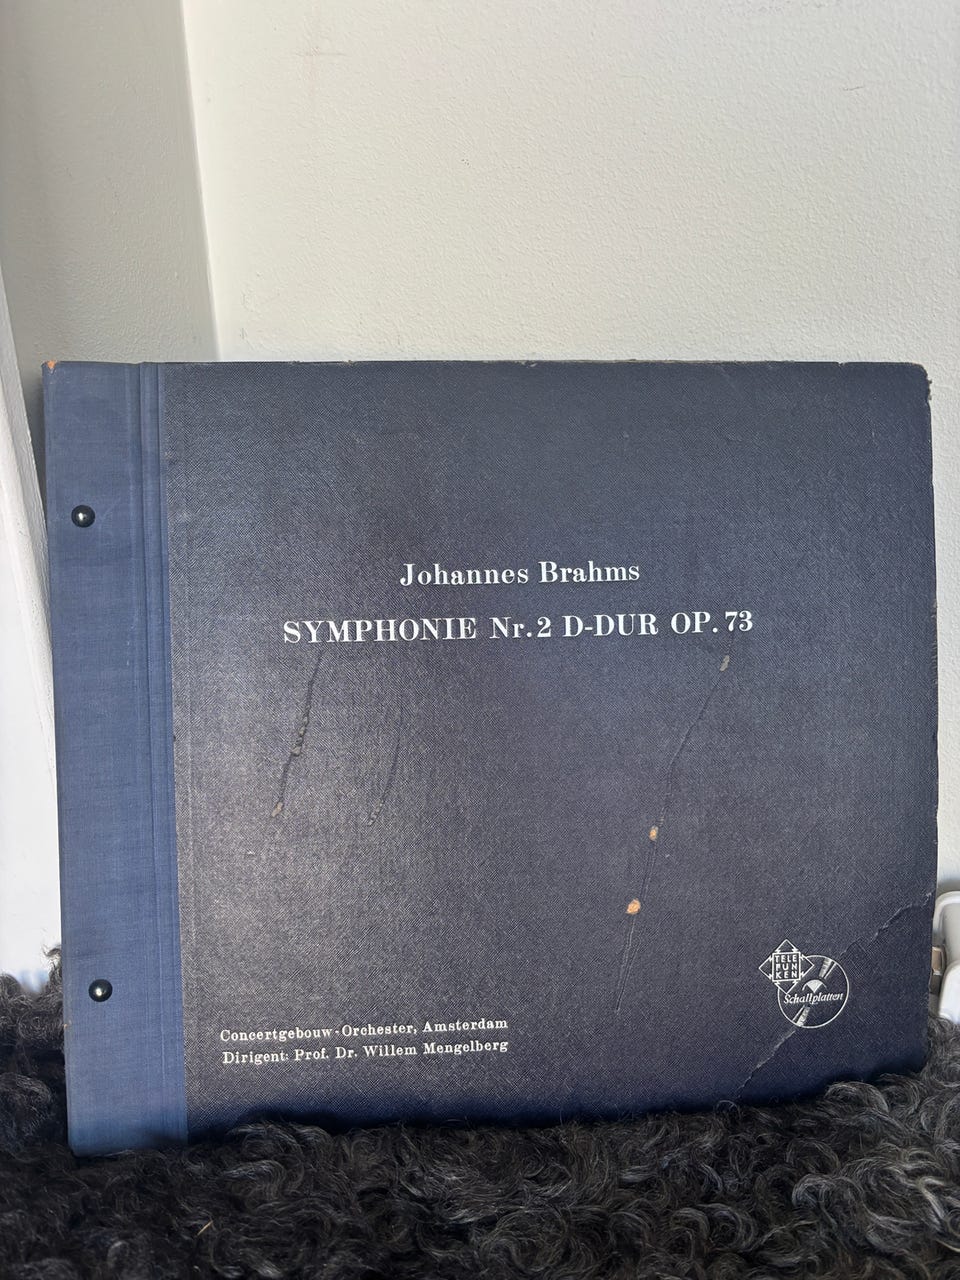 Johannes Brahms
SYMPHONIE Nr. 2 D-DUR OP. 73
Concertgebouw-Orchester, Amsterdam
Dirigent: Prof. Dr. Willem Mengelberg
TELE
FUN
KEN
Schallplatten